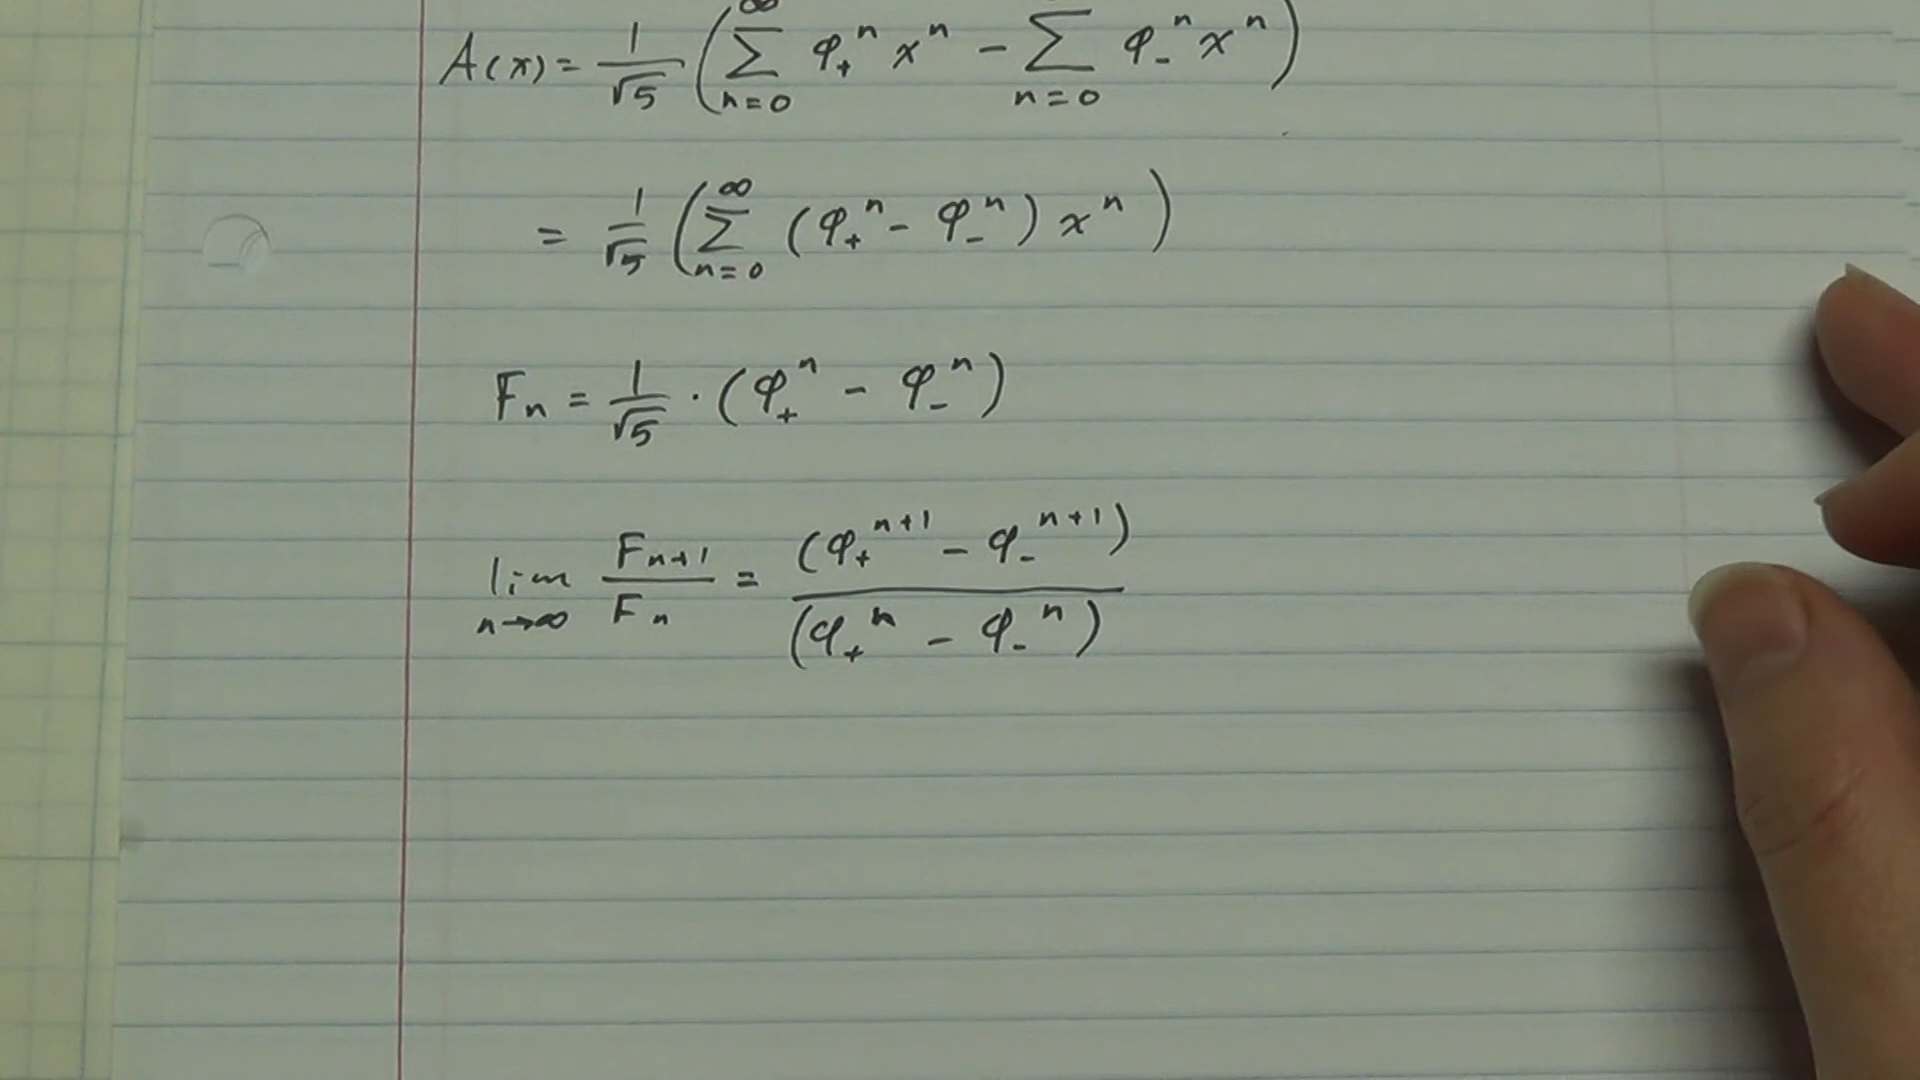 A(x) = 1/√5 (∑_{n=0}^{∞} φ₊ⁿ xⁿ − ∑_{n=0} φ₋ⁿ xⁿ)
= 1/√5 (∑_{n=0}^{∞} (φ₊ⁿ − φ₋ⁿ) xⁿ)
Fₙ = 1/√5 · (φ₊ⁿ − φ₋ⁿ)
lim_{n→∞} Fₙ₊₁/Fₙ = (φ₊ⁿ⁺¹ − φ₋ⁿ⁺¹)/(φ₊ⁿ − φ₋ⁿ)